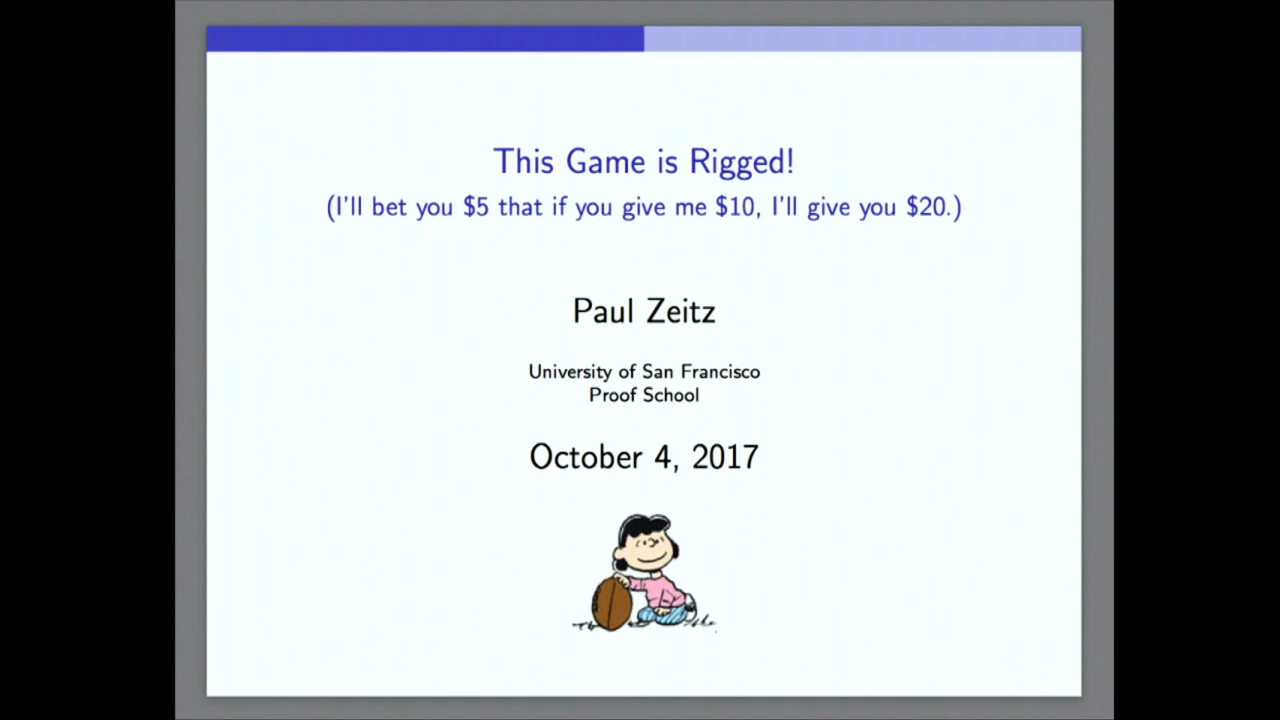 This Game is Rigged!
(I'll bet you $5 that if you give me $10, I'll give you $20.)
Paul Zeitz
University of San Francisco
Proof School
October 4, 2017